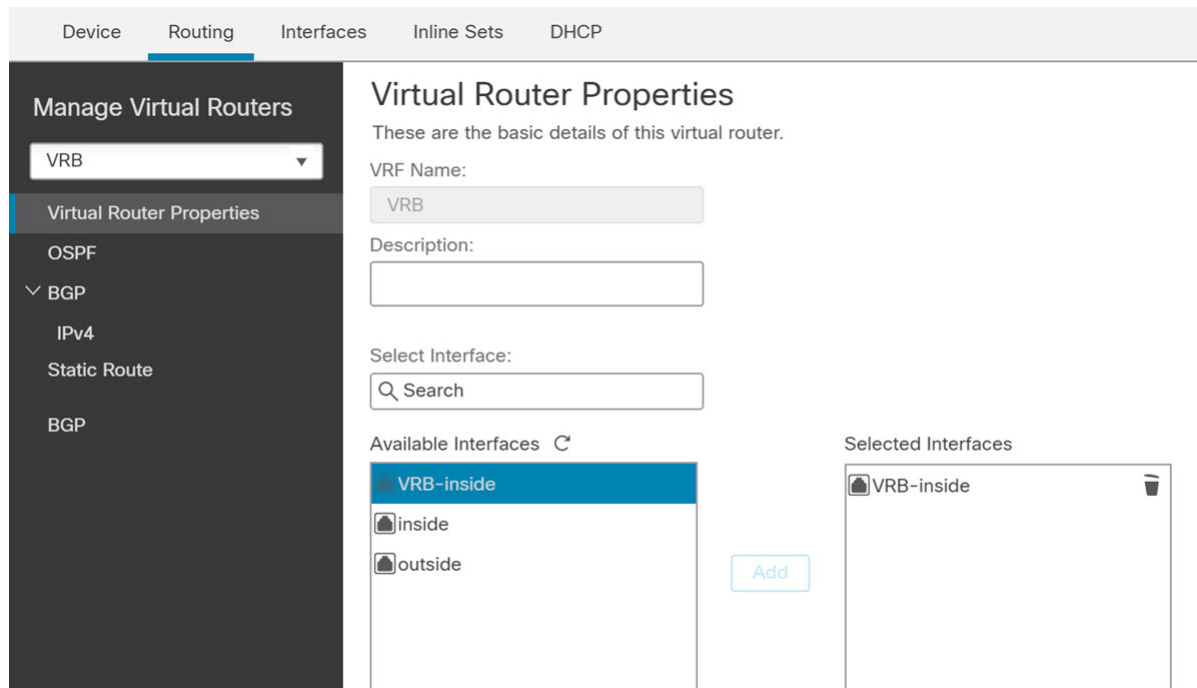 Device Routing Interfaces Inline Sets DHCP
Manage Virtual Routers
VRB
Virtual Router Properties
OSPF
BGP
IPv4
Static Route
BGP
Virtual Router Properties
These are the basic details of this virtual router.
VRF Name:
VRB
Description:
Select Interface:
Search
Available Interfaces
VRB-inside
inside
outside
Add
Selected Interfaces
VRB-inside